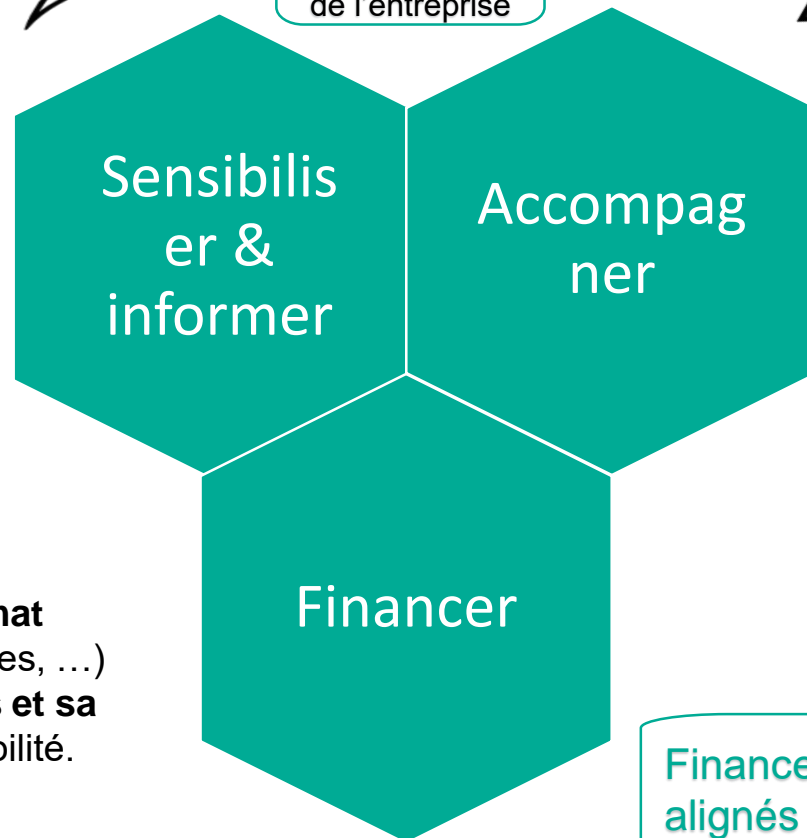 de l'entreprise
Sensibilis
er &
informer
Accompag
ner
Financer
nat
es, …)
s et sa
bilité.
Finance
alignés